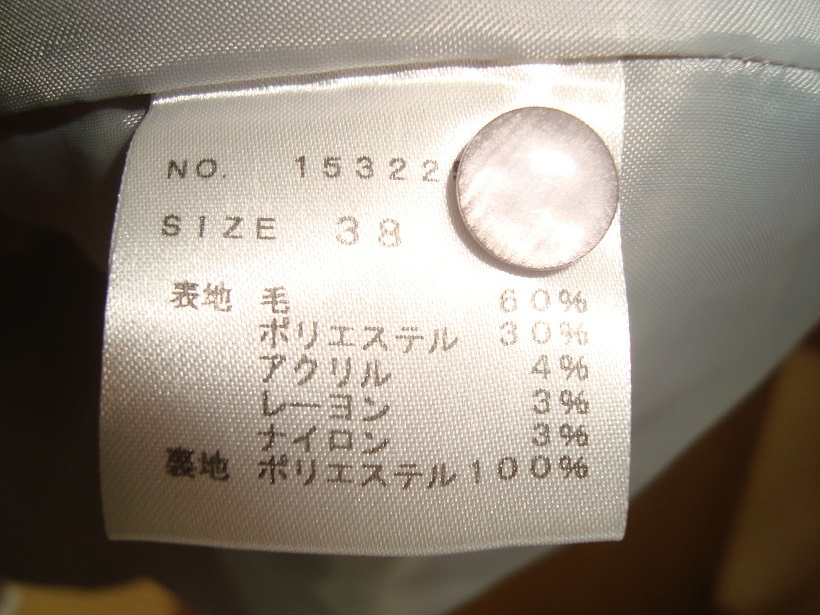 NO. 15322
SIZE 38
表地 毛 60%
ポリエステル 30%
アクリル 4%
レーヨン 3%
ナイロン 3%
裏地 ポリエステル100%